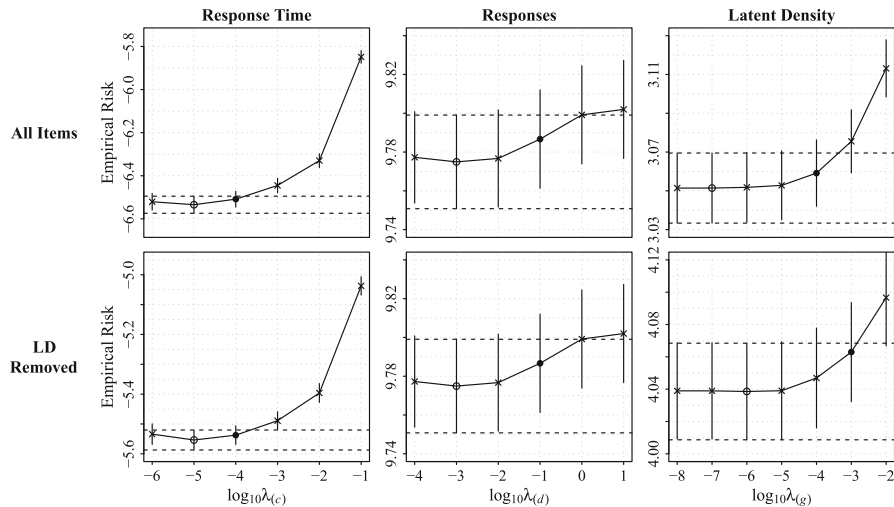 Response Time Responses Latent Density
All Items
Empirical Risk
−5.8
−6.0
−6.2
−6.4
−6.6
9.82
9.78
9.74
3.11
3.07
3.03
LD
Removed
Empirical Risk
−5.0
−5.2
−5.4
−5.6
9.82
9.78
9.74
4.12
4.08
4.04
4.00
−6 −5 −4 −3 −2 −1
−4 −3 −2 −1 0 1
−8 −7 −6 −5 −4 −3 −2
log₁₀λ₍c₎ log₁₀λ₍d₎ log₁₀λ₍g₎